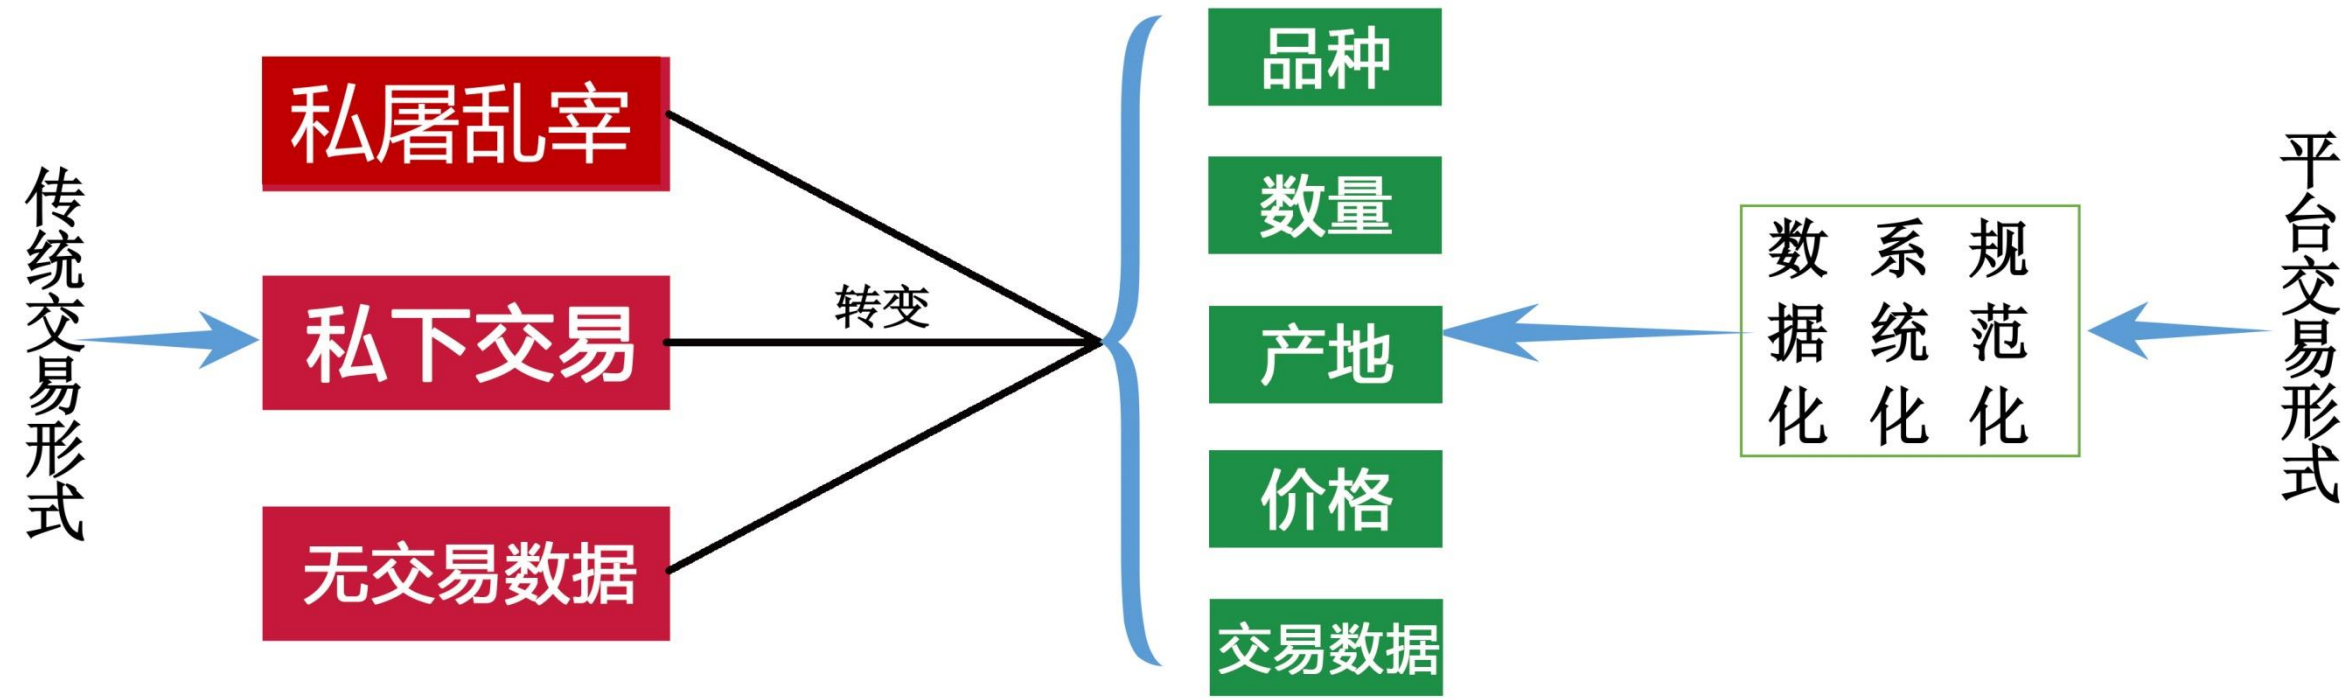 传统交易形式
私屠乱宰
私下交易
无交易数据
转变
品种
数量
产地
价格
交易数据
数据化
系统化
规范化
平台交易形式